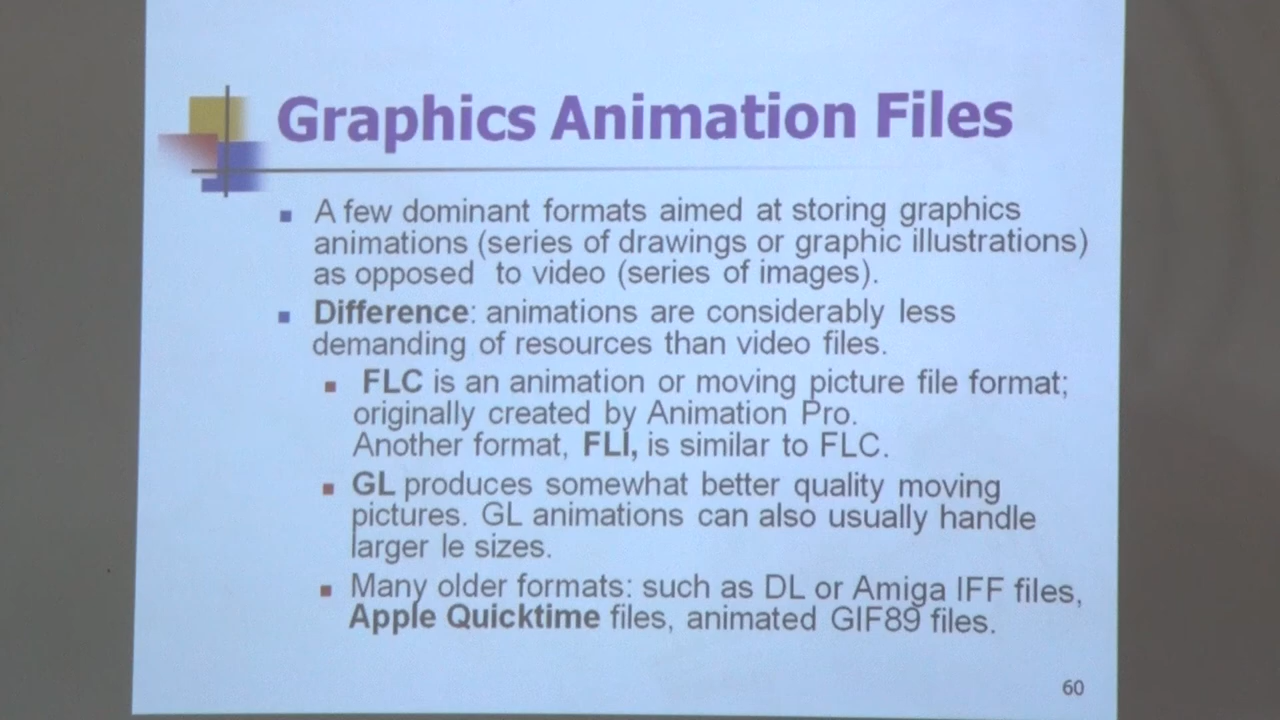 Graphics Animation Files
A few dominant formats aimed at storing graphics
animations (series of drawings or graphic illustrations)
as opposed to video (series of images).
Difference: animations are considerably less
demanding of resources than video files.
FLC is an animation or moving picture file format;
originally created by Animation Pro.
Another format, FLI, is similar to FLC.
GL produces somewhat better quality moving
pictures. GL animations can also usually handle
larger le sizes.
Many older formats: such as DL or Amiga IFF files,
Apple Quicktime files, animated GIF89 files.
60